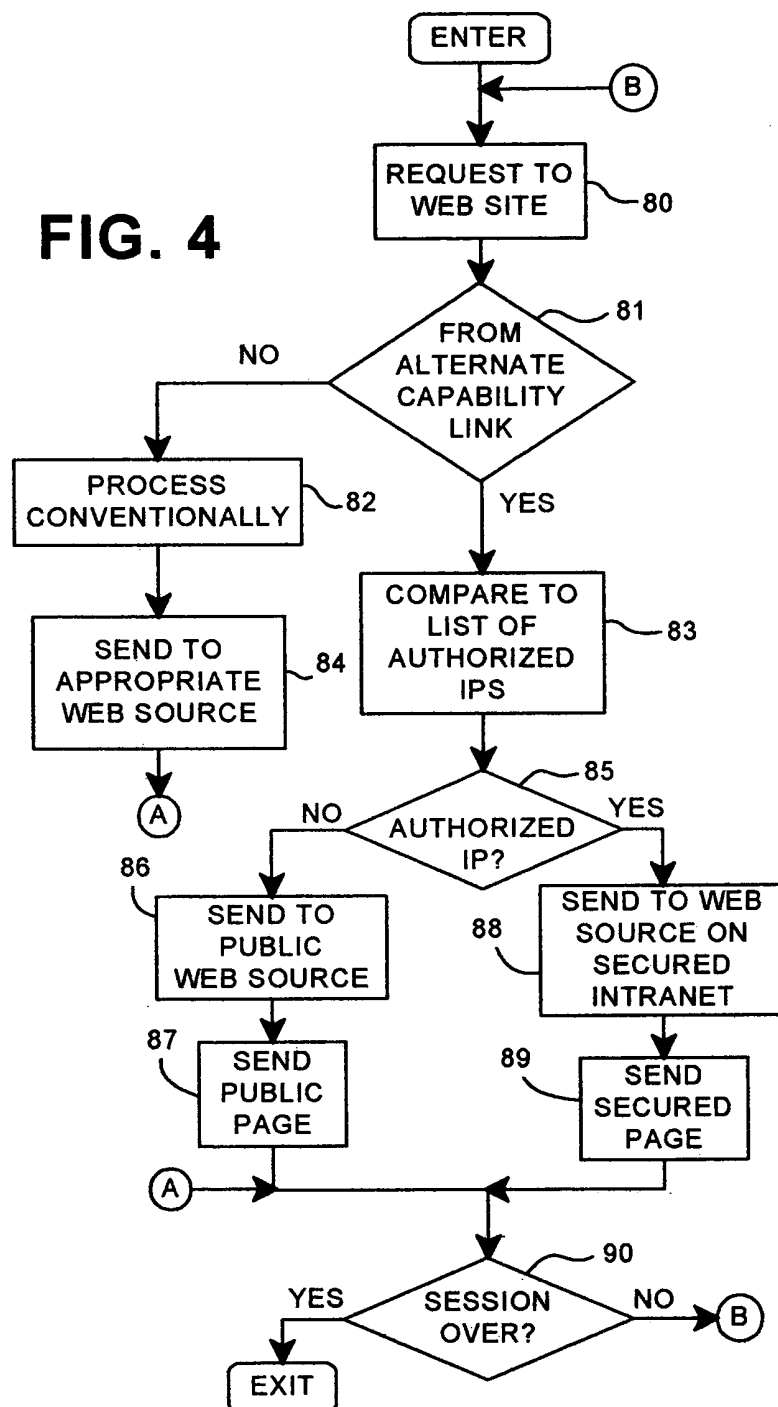 ENTER
B
REQUEST TO
WEB SITE
80
FIG. 4
81
FROM
ALTERNATE
CAPABILITY
LINK
NO
YES
PROCESS
CONVENTIONALLY
82
COMPARE TO
LIST OF
AUTHORIZED
IPS
83
SEND TO
APPROPRIATE
WEB SOURCE
84
A
85
NO
AUTHORIZED
IP?
YES
86
SEND TO
PUBLIC
WEB SOURCE
88
SEND TO WEB
SOURCE ON
SECURED
INTRANET
87
SEND
PUBLIC
PAGE
89
SEND
SECURED
PAGE
A
90
YES
SESSION
OVER?
NO
B
EXIT